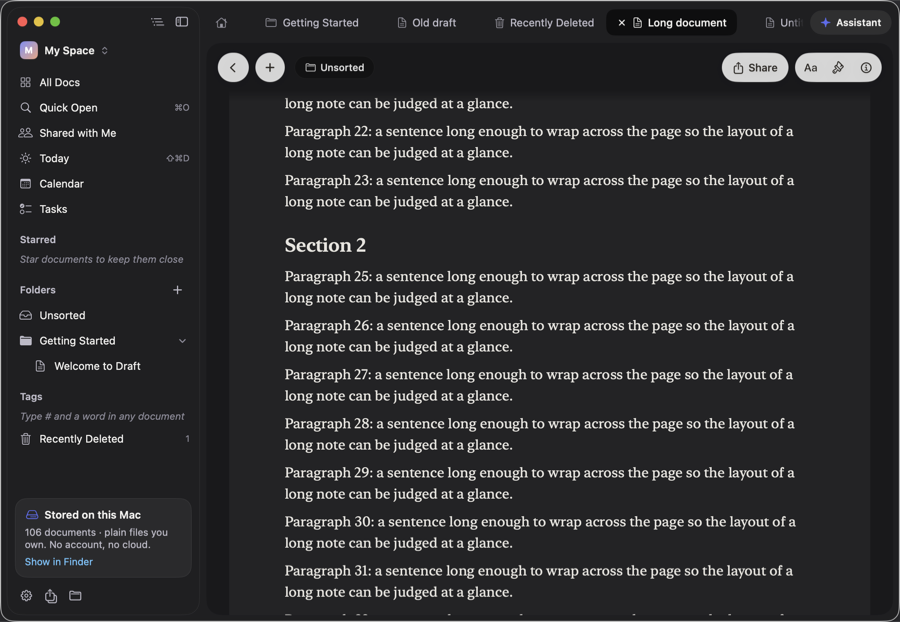 Getting Started
Old draft
Recently Deleted
Long document
Assistant
M My Space
All Docs
Quick Open ⌘O
Shared with Me
Today ⇧⌘D
Calendar
Tasks
Starred
Star documents to keep them close
Folders
Unsorted
Getting Started
Welcome to Draft
Tags
Type # and a word in any document
Recently Deleted 1
Stored on this Mac
106 documents · plain files you
own. No account, no cloud.
Show in Finder
Unsorted
Share
Aa
long note can be judged at a glance.
Paragraph 22: a sentence long enough to wrap across the page so the layout of a
long note can be judged at a glance.
Paragraph 23: a sentence long enough to wrap across the page so the layout of a
long note can be judged at a glance.
Section 2
Paragraph 25: a sentence long enough to wrap across the page so the layout of a
long note can be judged at a glance.
Paragraph 26: a sentence long enough to wrap across the page so the layout of a
long note can be judged at a glance.
Paragraph 27: a sentence long enough to wrap across the page so the layout of a
long note can be judged at a glance.
Paragraph 28: a sentence long enough to wrap across the page so the layout of a
long note can be judged at a glance.
Paragraph 29: a sentence long enough to wrap across the page so the layout of a
long note can be judged at a glance.
Paragraph 30: a sentence long enough to wrap across the page so the layout of a
long note can be judged at a glance.
Paragraph 31: a sentence long enough to wrap across the page so the layout of a
long note can be judged at a glance.